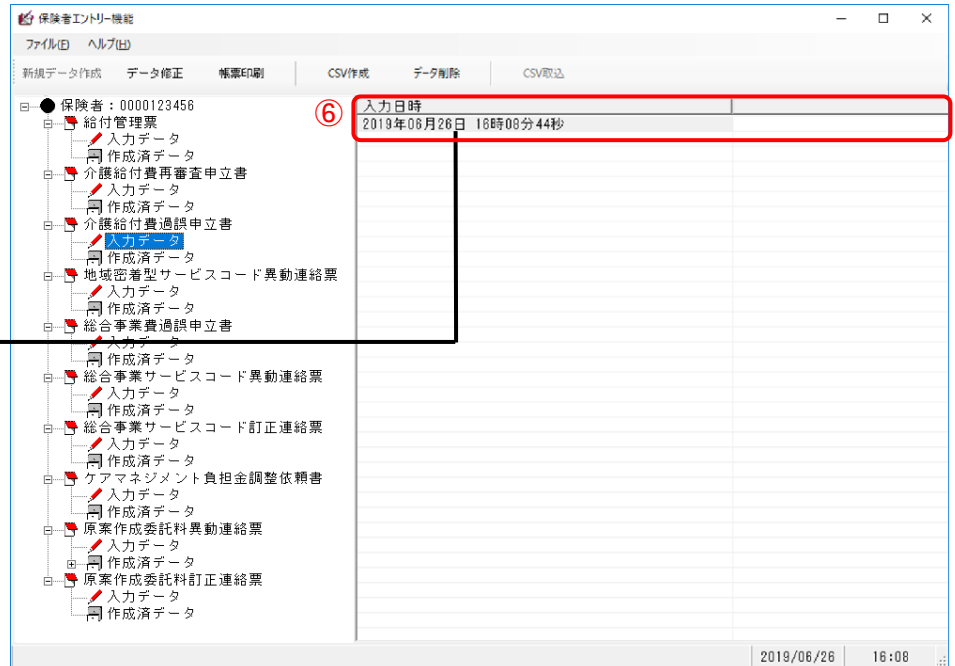 保険者エントリー機能
ファイル(F) ヘルプ(H)
新規データ作成 データ修正 帳票印刷 CSV作成 データ削除 CSV取込
保険者：0000123456
給付管理票
入力データ
作成済データ
介護給付費再審査申立書
入力データ
作成済データ
介護給付費過誤申立書
入力データ
作成済データ
地域密着型サービスコード異動連絡票
入力データ
作成済データ
総合事業費過誤申立書
入力データ
作成済データ
総合事業サービスコード異動連絡票
入力データ
作成済データ
総合事業サービスコード訂正連絡票
入力データ
作成済データ
ケアマネジメント負担金調整依頼書
入力データ
作成済データ
原案作成委託料異動連絡票
入力データ
作成済データ
原案作成委託料訂正連絡票
入力データ
作成済データ
⑥
入力日時
2019年06月26日 16時08分44秒
2019/06/26 16:08